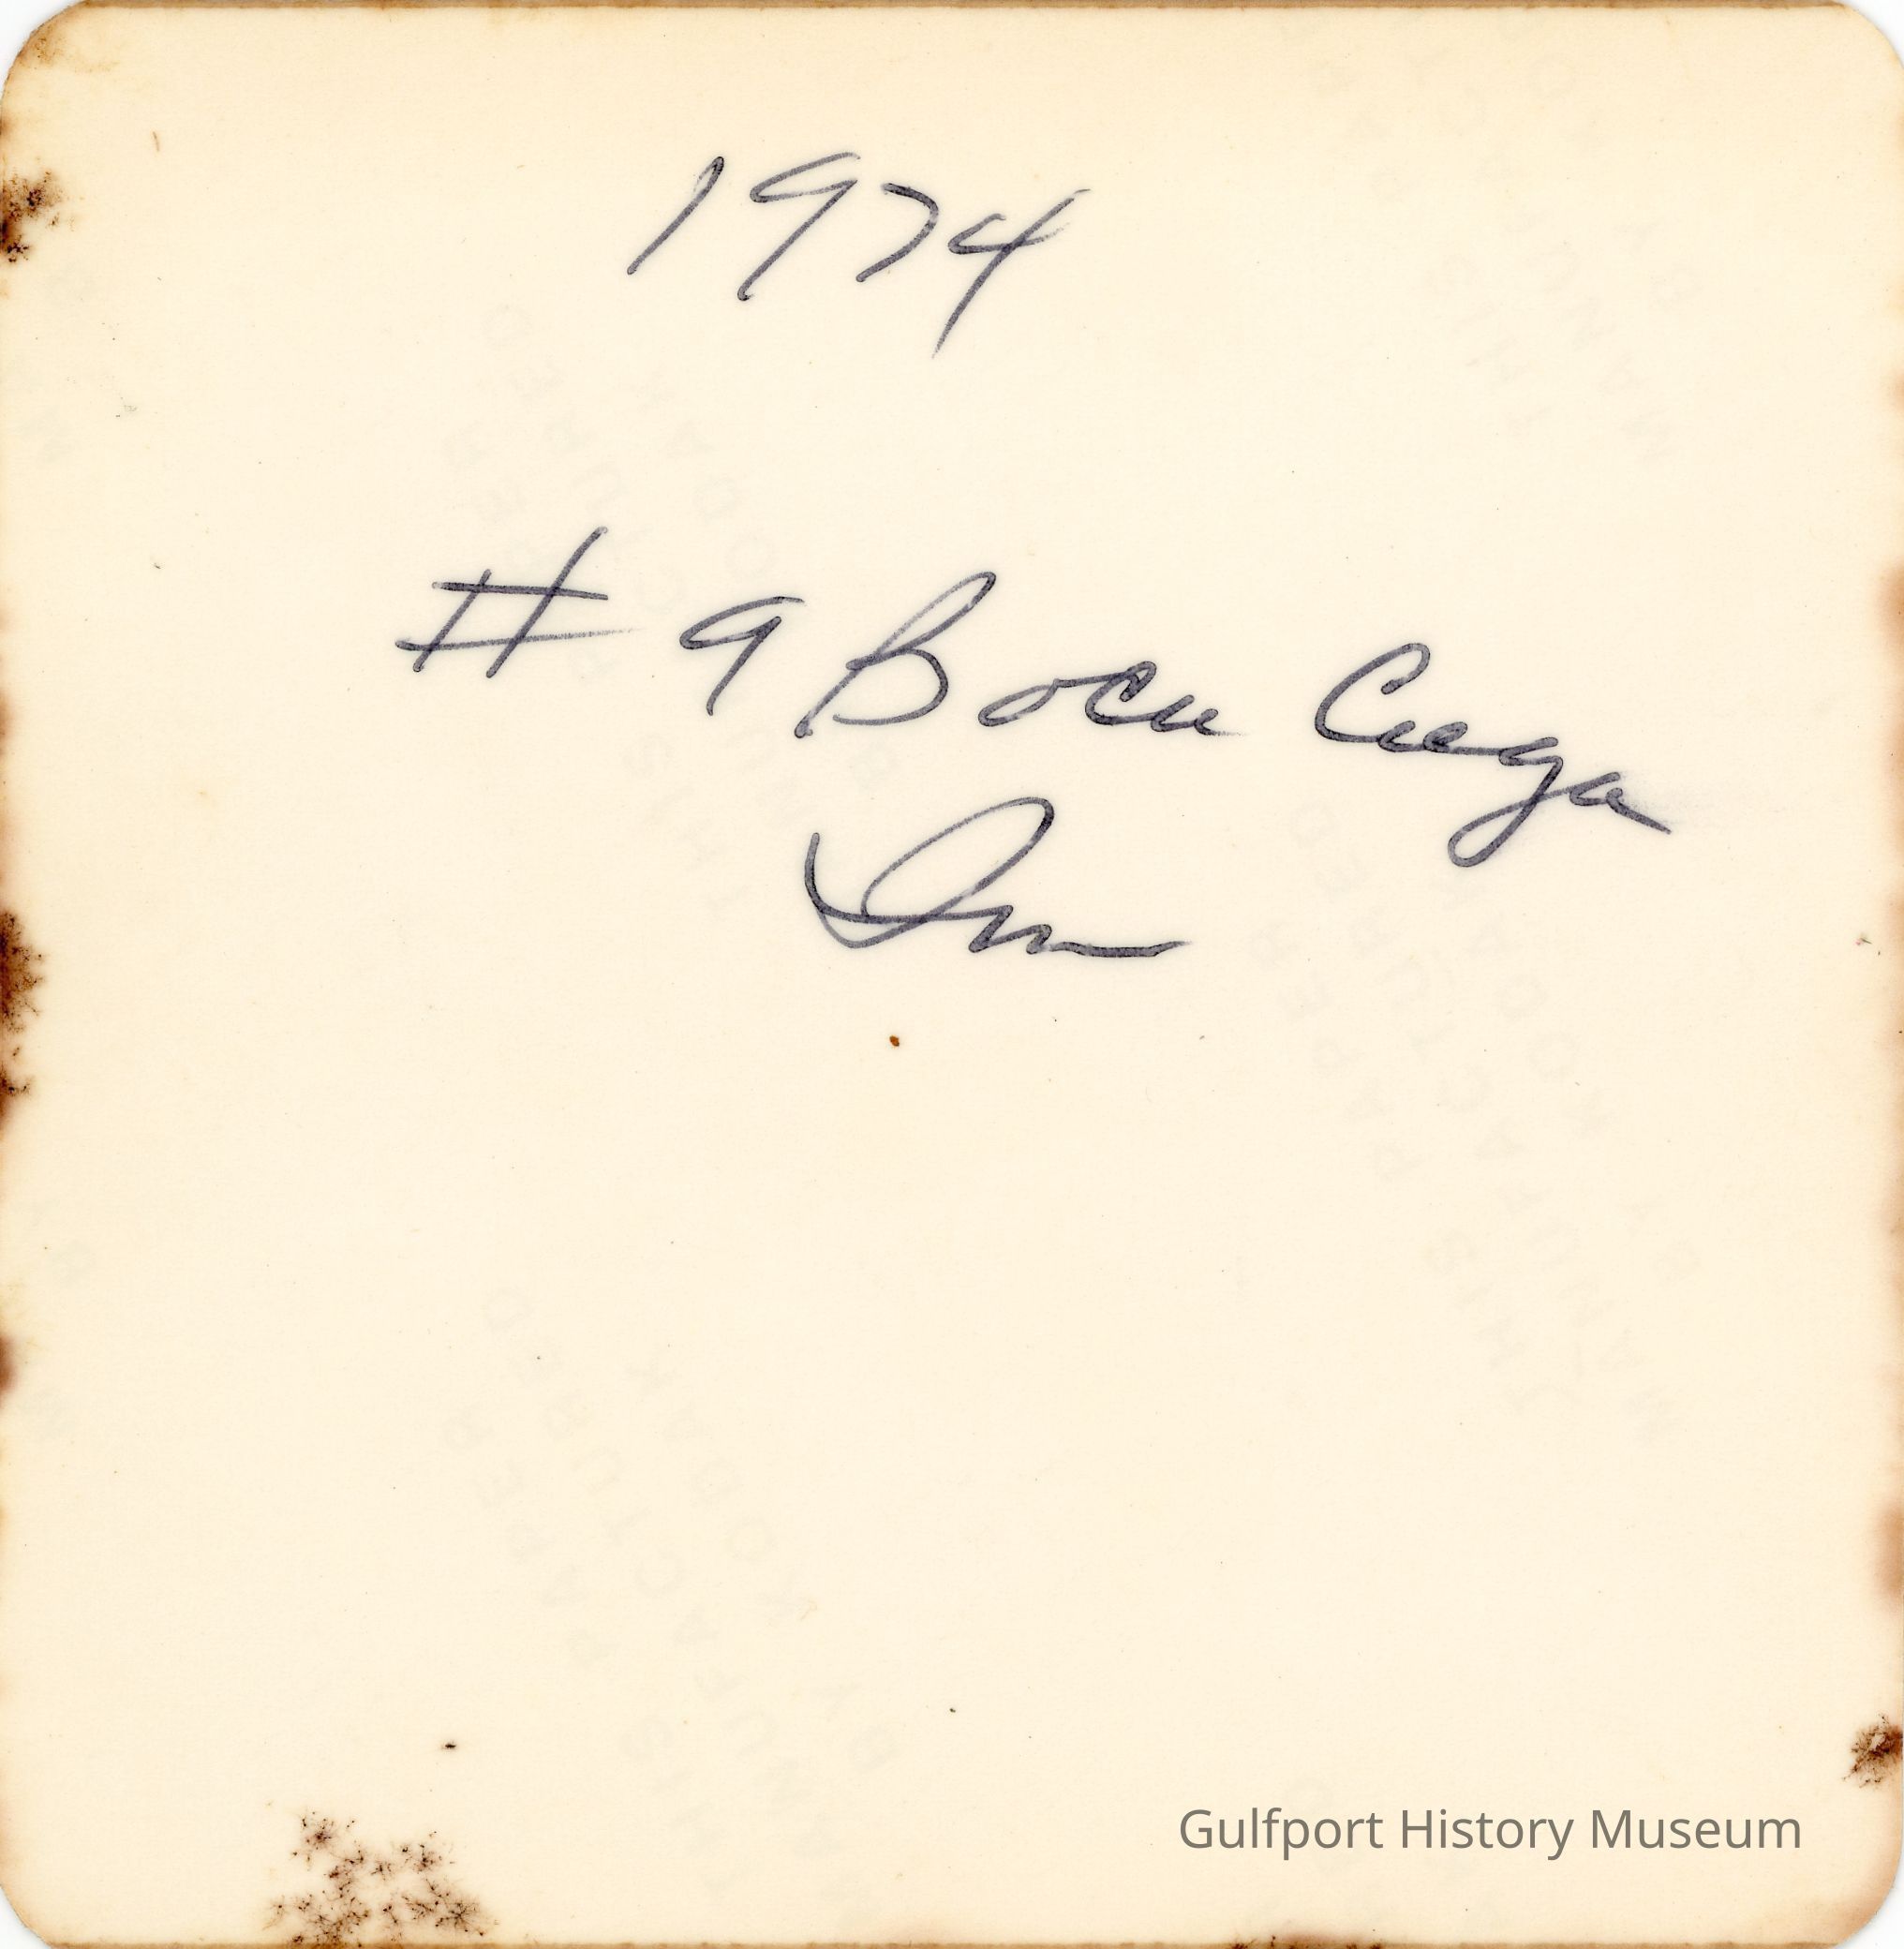 1974
# 9 Boca Ciega
Inn
Gulfport History Museum